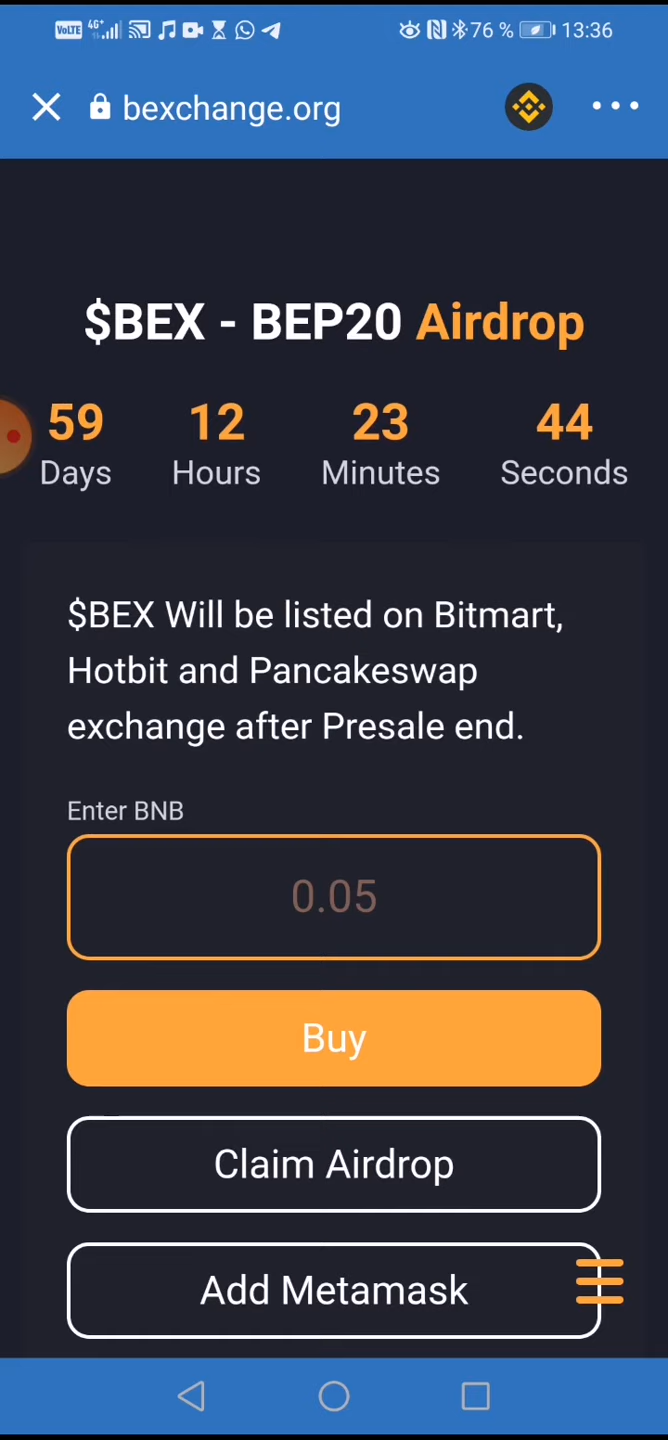 VoLTE 4G+ 76 % 13:36
bexchange.org
$BEX - BEP20 Airdrop
59 12 23 44
Days Hours Minutes Seconds
$BEX Will be listed on Bitmart,
Hotbit and Pancakeswap
exchange after Presale end.
Enter BNB
0.05
Buy
Claim Airdrop
Add Metamask